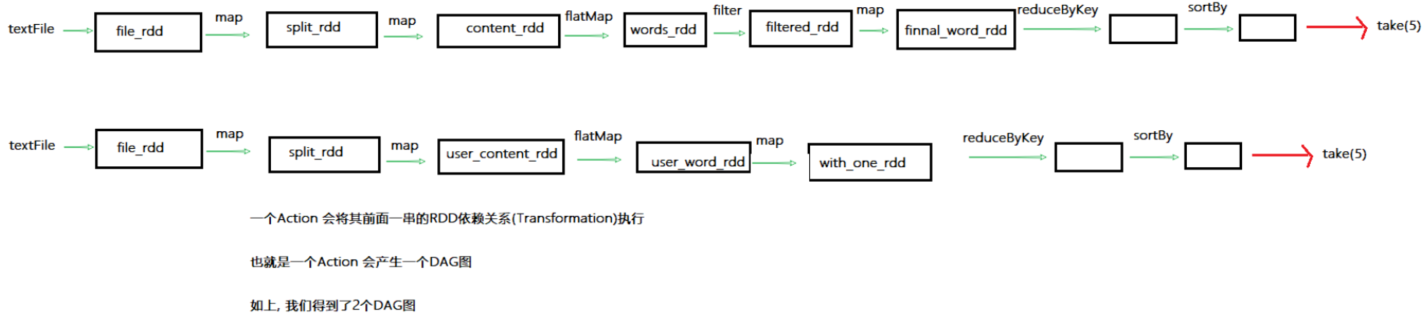 textFile file_rdd map split_rdd map content_rdd flatMap words_rdd filter filtered_rdd map finnal_word_rdd reduceByKey sortBy take(5)
textFile file_rdd map split_rdd map user_content_rdd flatMap user_word_rdd map with_one_rdd reduceByKey sortBy take(5)
一个Action 会将其前面一串的RDD依赖关系(Transformation)执行
也就是一个Action 会产生一个DAG图
如上, 我们得到了2个DAG图